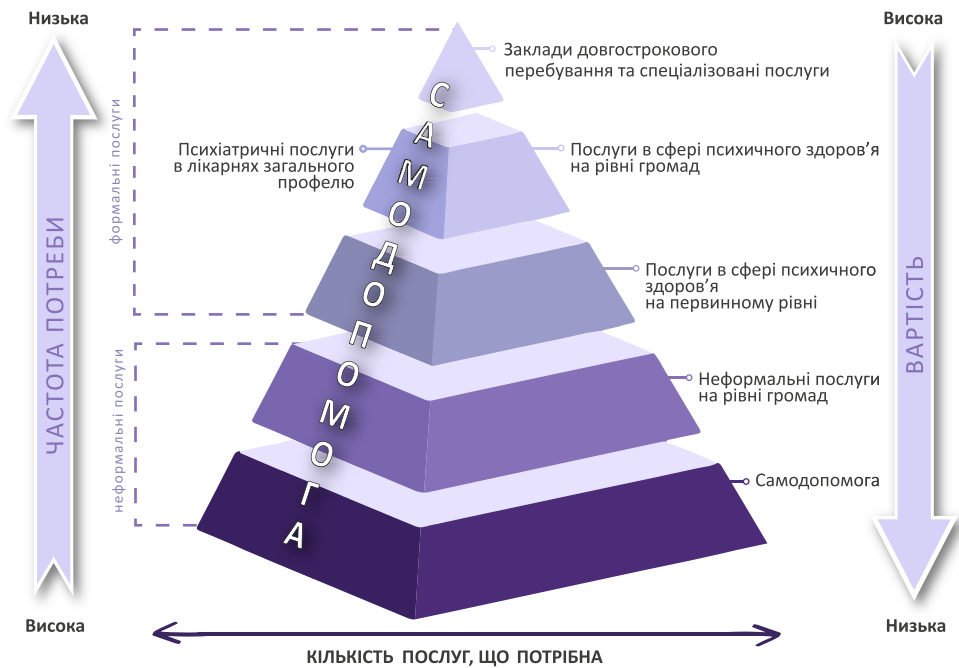 Низька
Висока
Заклади довгострокового
перебування та спеціалізовані послуги
Психіатричні послуги
в лікарнях загального
профелю
Послуги в сфері психичного здоров’я
на рівні громад
Послуги в сфері психичного
здоров’я
на первинному рівні
Неформальні послуги
на рівні громад
Самодопомога
САМОДОПОМОГА
формальні послуги
неформальні послуги
ЧАСТОТА ПОТРЕБИ
ВАРТІСТЬ
Висока
Низька
КІЛЬКІСТЬ ПОСЛУГ, ЩО ПОТРІБНА